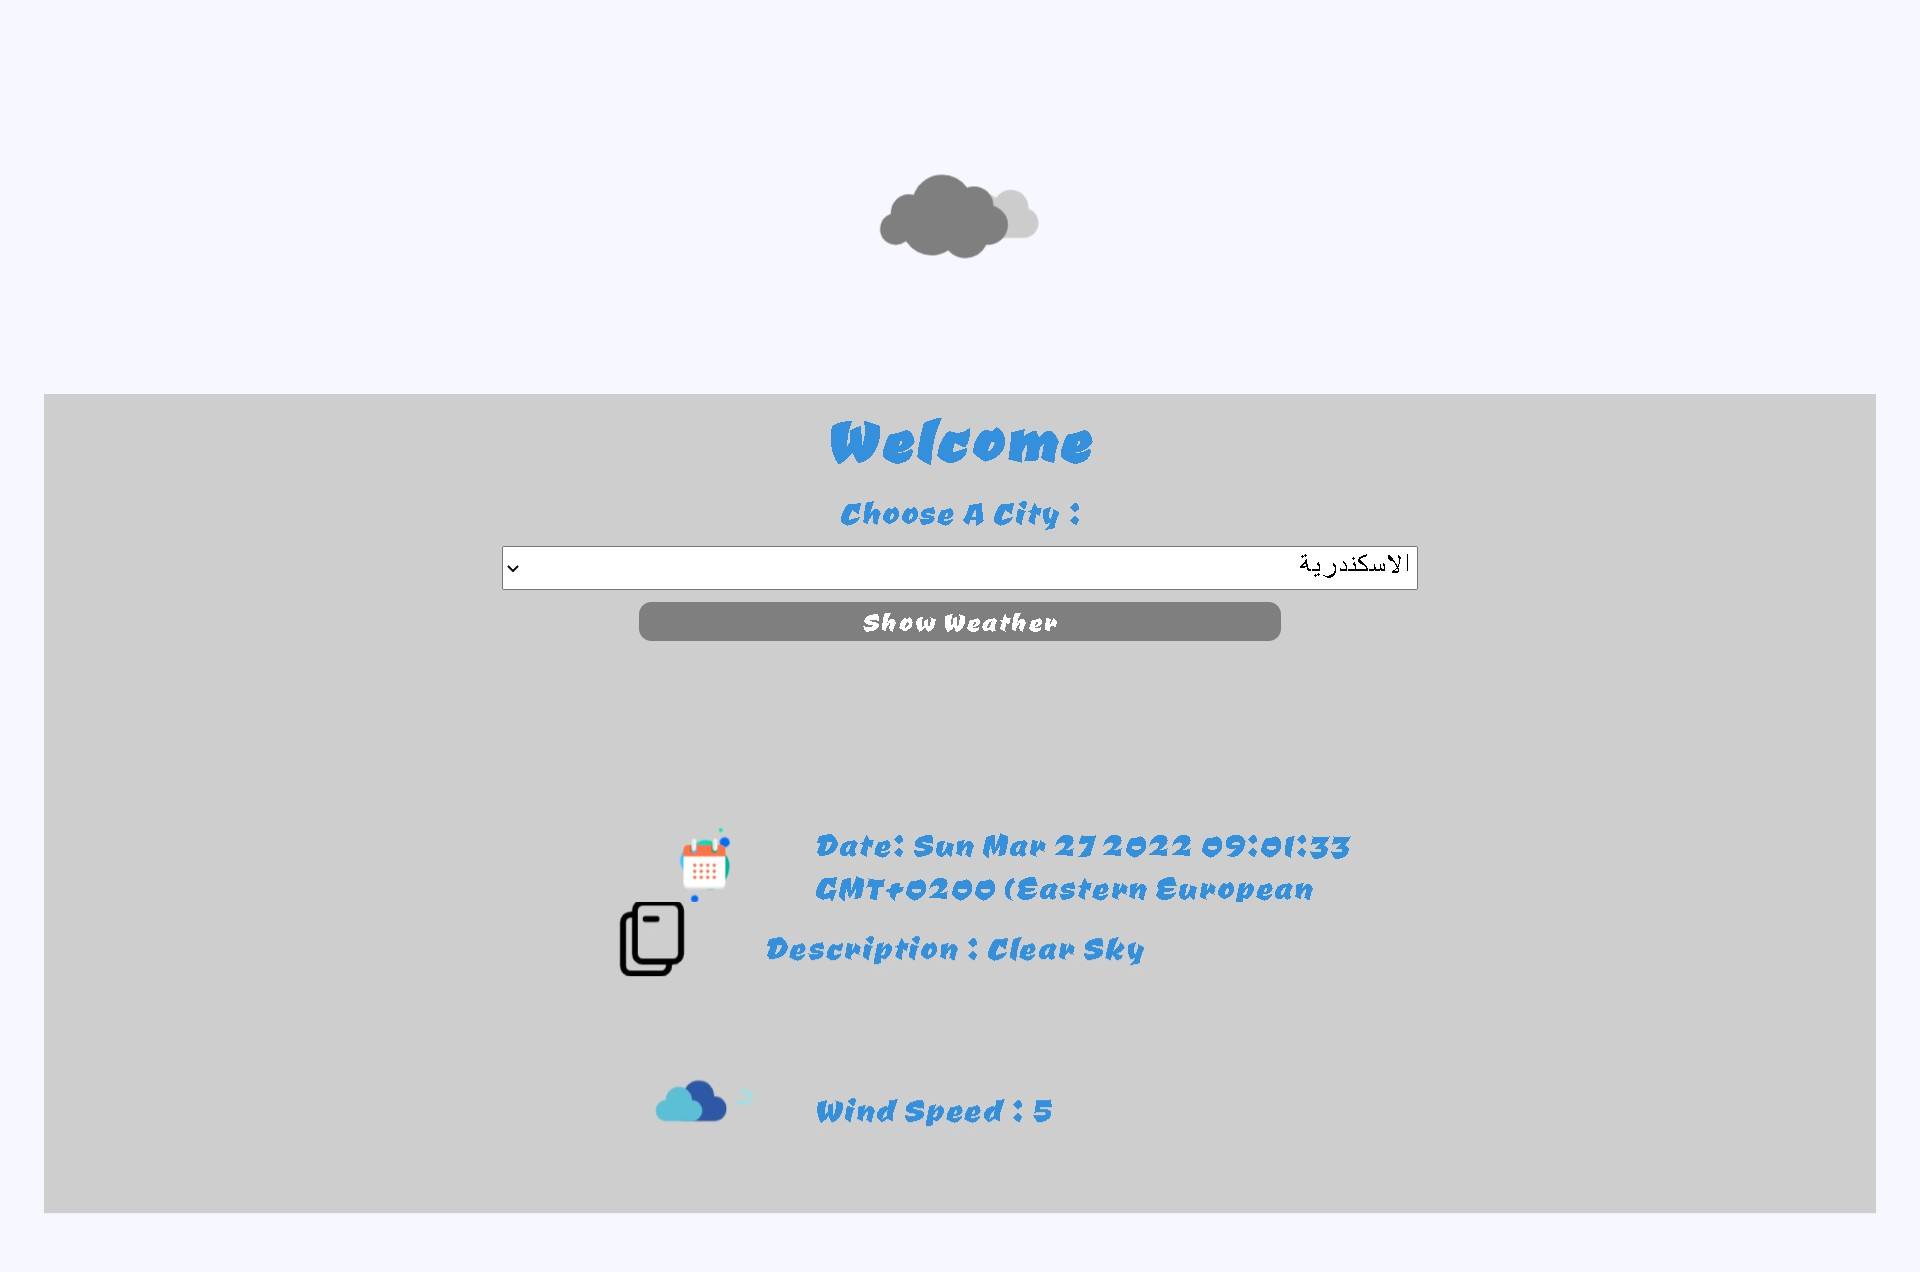 Welcome
Choose A City :
الاسكندرية
Show Weather
Date: Sun Mar 27 2022 09:01:33
GMT+0200 (Eastern European
Description : Clear Sky
Wind Speed : 5